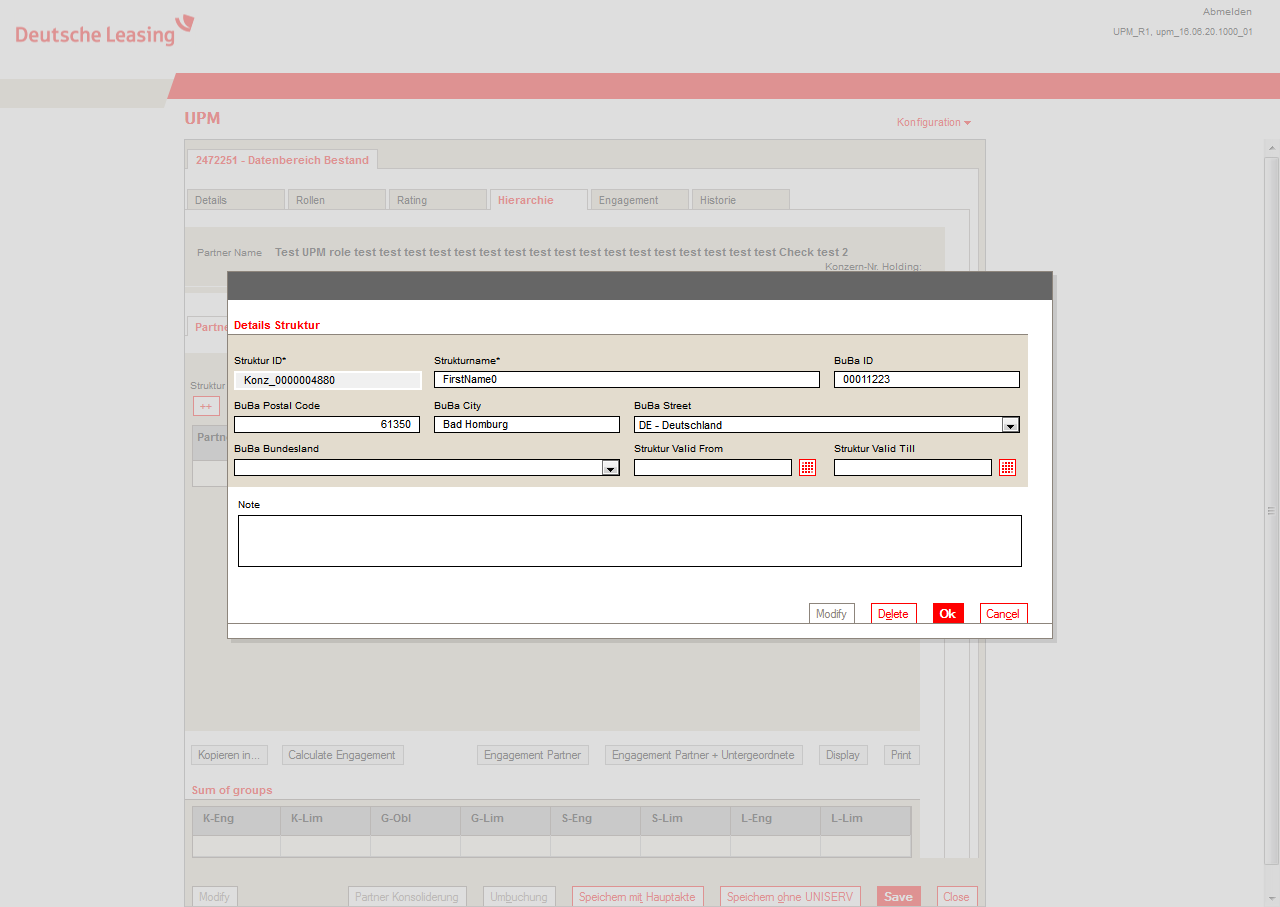 Abmelden
Deutsche Leasing
UPM_R1, upm_16.06.20.1000_01
UPM
Konfiguration
2472251 - Datenbereich Bestand
Details Rollen Rating Hierarchie Engagement Historie
Partner Name Test UPM role test test test test test test test test test test test test test test test test test Check test 2
Konzern-Nr. Holding:
Partne
Details Struktur
Struktur ID* Strukturname* BuBa ID
Struktur
Konz_0000004880 FirstName0 00011223
++
BuBa Postal Code BuBa City BuBa Street
61350 Bad Homburg DE - Deutschland
Partn
BuBa Bundesland Struktur Valid From Struktur Valid Till
Note
Modify Delete Ok Cancel
Kopieren in... Calculate Engagement Engagement Partner Engagement Partner + Untergeordnete Display Print
Sum of groups
K-Eng K-Lim G-Obl G-Lim S-Eng S-Lim L-Eng L-Lim
Modify Partner Konsolidierung Umbuchung Speichern mit Hauptakte Speichern ohne UNISERV Save Close